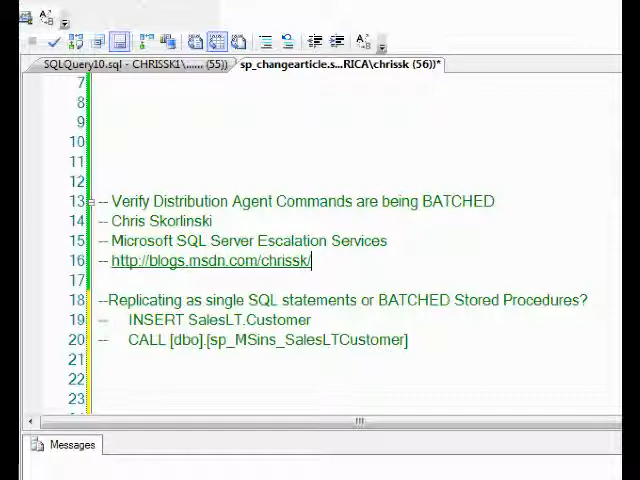 SQLQuery10.sql - CHRISSK1\...... (55))
sp_changearticle.s...RICA\chrissk (56))*
7
8
9
10
11
12
13 -- Verify Distribution Agent Commands are being BATCHED
14 -- Chris Skorlinski
15 -- Microsoft SQL Server Escalation Services
16 -- http://blogs.msdn.com/chrissk/
17
18 --Replicating as single SQL statements or BATCHED Stored Procedures?
19 -- INSERT SalesLT.Customer
20 -- CALL [dbo].[sp_MSins_SalesLTCustomer]
21
22
23
Messages